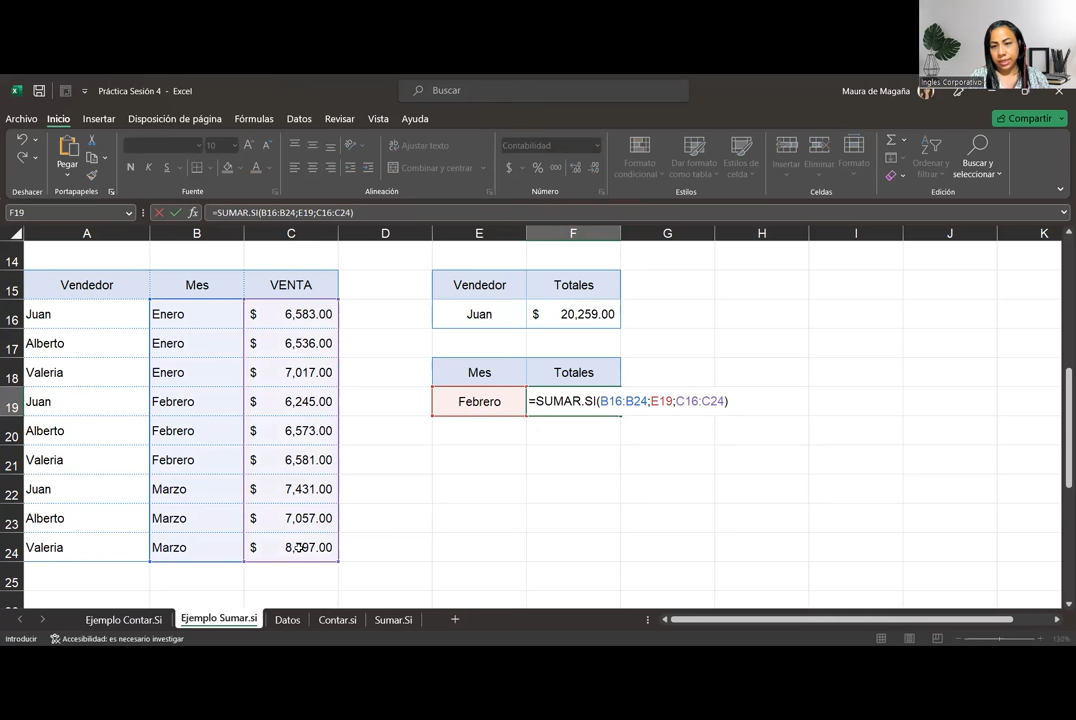 Ingles Corporativo
Práctica Sesión 4 - Excel
Buscar
Maura de Magaña
Archivo Inicio Insertar Disposición de página Fórmulas Datos Revisar Vista Ayuda
Compartir
Pegar
10
N K S
Ajustar texto
Combinar y centrar
Contabilidad
$ % 000
Formato condicional
Dar formato como tabla
Estilos de celda
Insertar
Eliminar
Formato
Ordenar y filtrar
Buscar y seleccionar
Deshacer Portapapeles Fuente Alineación Número Estilos Celdas Edición
F19
fx
=SUMAR.SI(B16:B24;E19;C16:C24)
A B C D E F G H I J K
14
15 Vendedor Mes VENTA Vendedor Totales
16 Juan Enero $ 6,583.00 Juan $ 20,259.00
17 Alberto Enero $ 6,536.00
18 Valeria Enero $ 7,017.00 Mes Totales
19 Juan Febrero $ 6,245.00 Febrero =SUMAR.SI(B16:B24;E19;C16:C24)
20 Alberto Febrero $ 6,573.00
21 Valeria Febrero $ 6,581.00
22 Juan Marzo $ 7,431.00
23 Alberto Marzo $ 7,057.00
24 Valeria Marzo $
25
Ejemplo Contar.Si Ejemplo Sumar.si Datos Contar.si Sumar.Si
Introducir
Accesibilidad: es necesario investigar
130%